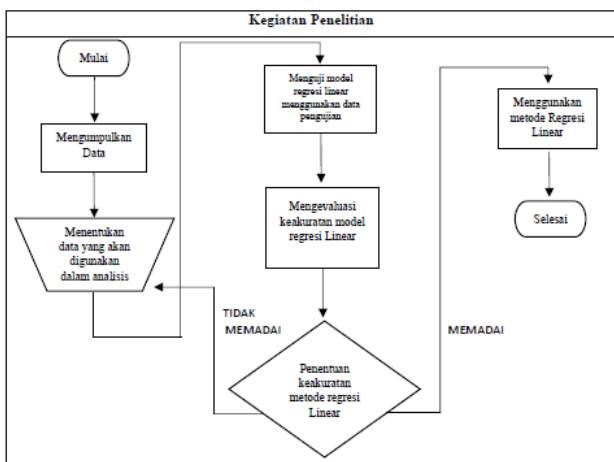 Kegiatan Penelitian
Mulai
Mengumpulkan
Data
Menentukan
data yang akan
digunakan
dalam analisis
Menguji model
regresi linear
menggunakan data
pengujian
Mengevaluasi
keakuratan model
regresi Linear
TIDAK
MEMADAI
Penentuan
keakuratan
metode regresi
Linear
MEMADAI
Menggunakan
metode Regresi
Linear
Selesai